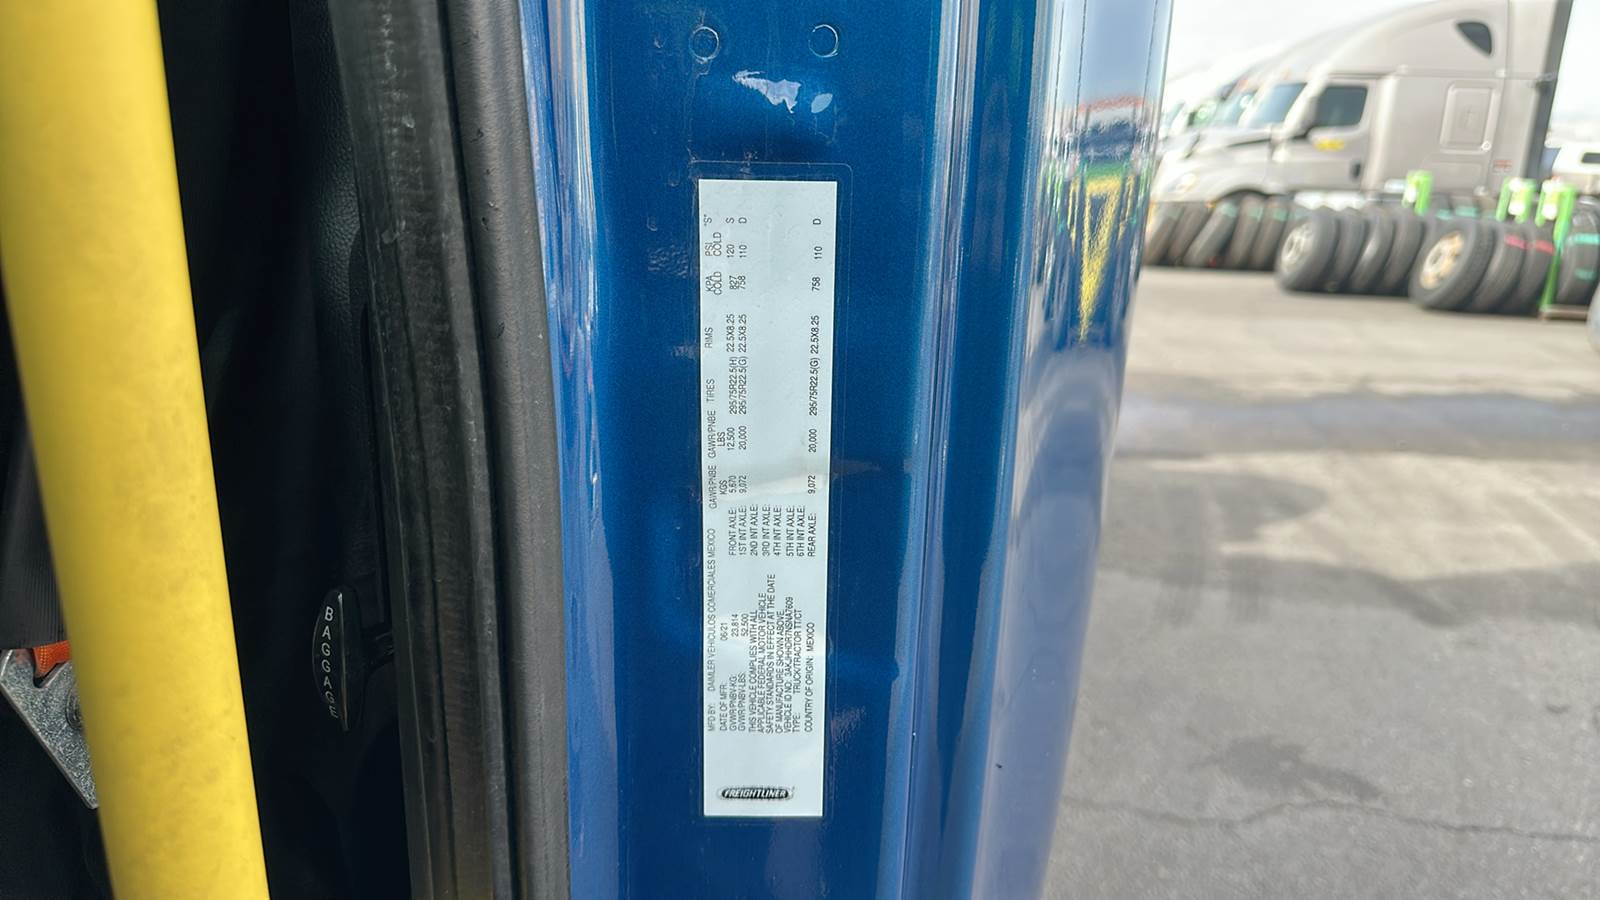 FREIGHTLINER
MFD BY: DAIMLER VEHICULOS COMERCIALES MEXICO
DATE OF MFR: 06/21
GVWR/PNBV-KG: 23,814
GVWR/PNBV-LBS: 52,500
THIS VEHICLE COMPLIES WITH ALL
APPLICABLE FEDERAL MOTOR VEHICLE
SAFETY STANDARDS IN EFFECT AT THE DATE
OF MANUFACTURE SHOWN ABOVE.
VEHICLE ID NO.: 3AKJHHDR7NSNA7609
TYPE: TRUCK/TRACTOR TT/CT
COUNTRY OF ORIGIN: MEXICO
GAWR/PNBE GAWR/PNBE TIRES RIMS KPA PSI "S"
KGS LBS COLD COLD
FRONT AXLE: 5,670 12,500 295/75R22.5(H) 22.5X8.25 827 120 S
1ST INT AXLE: 9,072 20,000 295/75R22.5(G) 22.5X8.25 758 110 D
2ND INT AXLE:
3RD INT AXLE:
4TH INT AXLE:
5TH INT AXLE:
6TH INT AXLE:
REAR AXLE: 9,072 20,000 295/75R22.5(G) 22.5X8.25 758 110 D
BAGGAGE